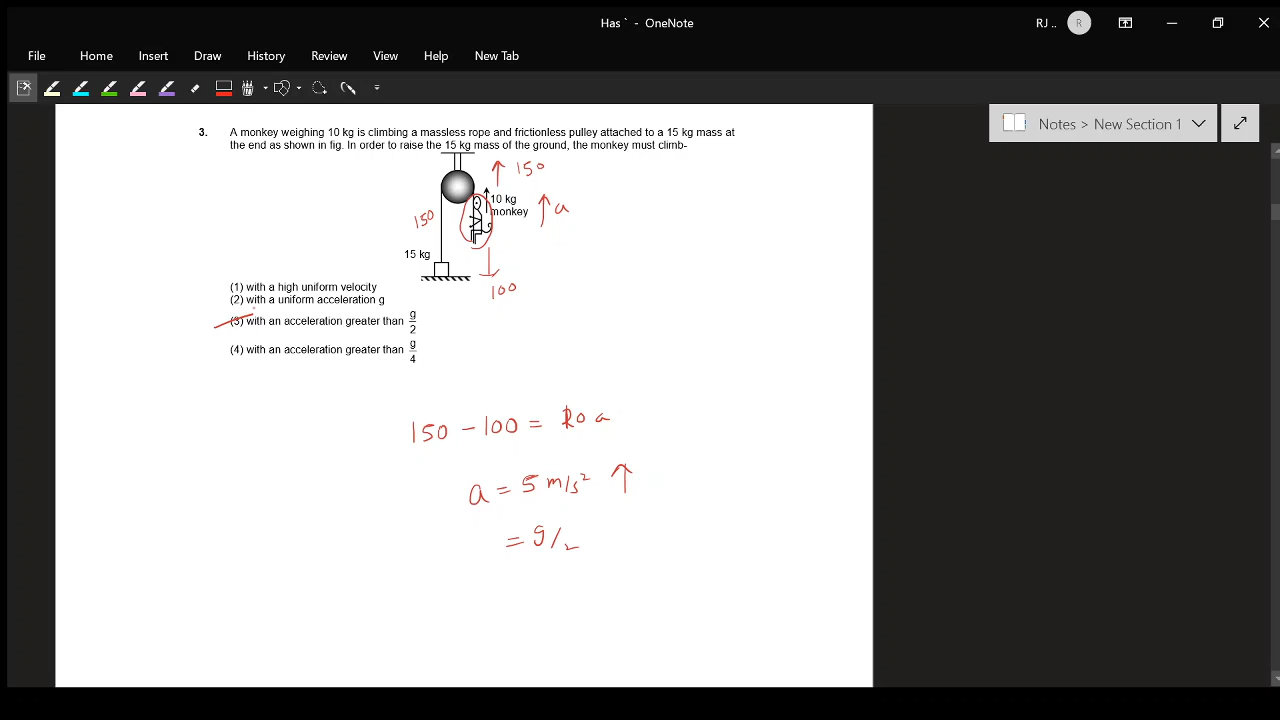 Has ` - OneNote
RJ ..
File Home Insert Draw History Review View Help New Tab
Notes > New Section 1
3. A monkey weighing 10 kg is climbing a massless rope and frictionless pulley attached to a 15 kg mass at
the end as shown in fig. In order to raise the 15 kg mass of the ground, the monkey must climb-
↑ 150
10 kg
monkey
↑ a
150
15 kg
100
(1) with a high uniform velocity
(2) with a uniform acceleration g
(3) with an acceleration greater than g/2
(4) with an acceleration greater than g/4
150 - 100 = 10 a
a = 5 m/s² ↑
= g/2